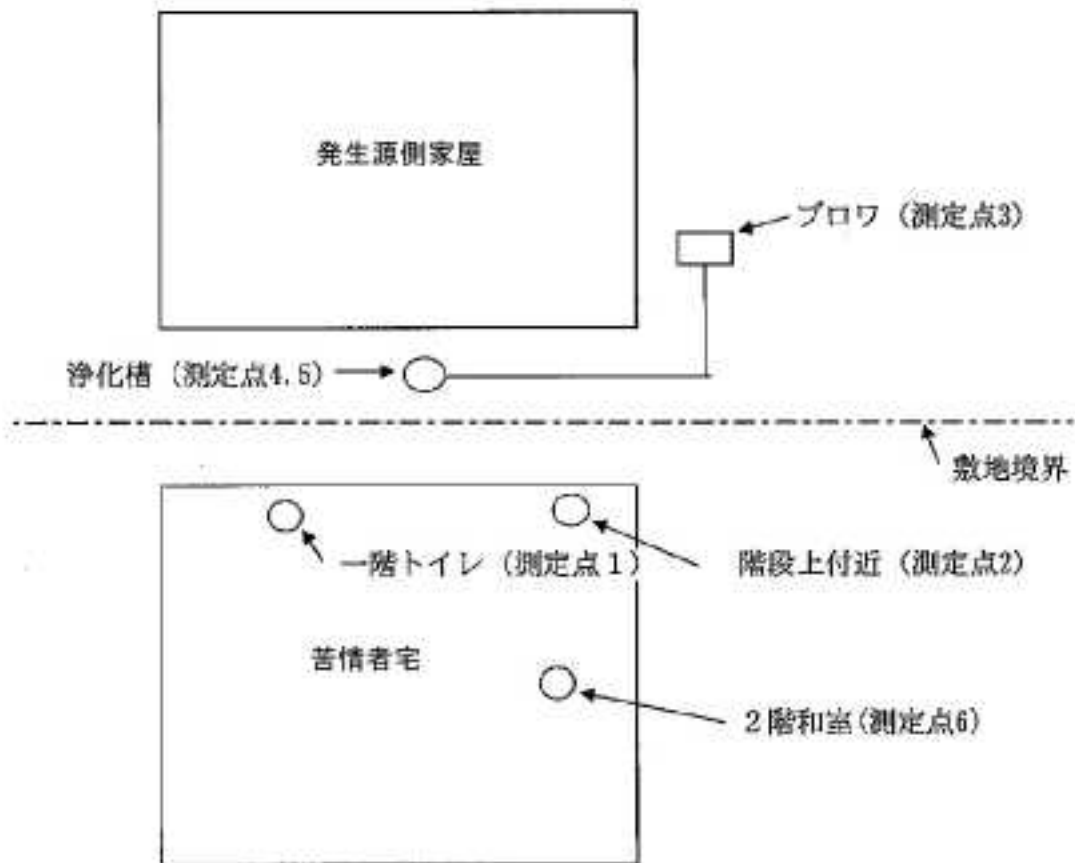 発生源側家屋
ブロワ (測定点3)
浄化槽 (測定点4,5)
敷地境界
一階トイレ (測定点1)
階段上付近 (測定点2)
苦情者宅
2階和室(測定点6)